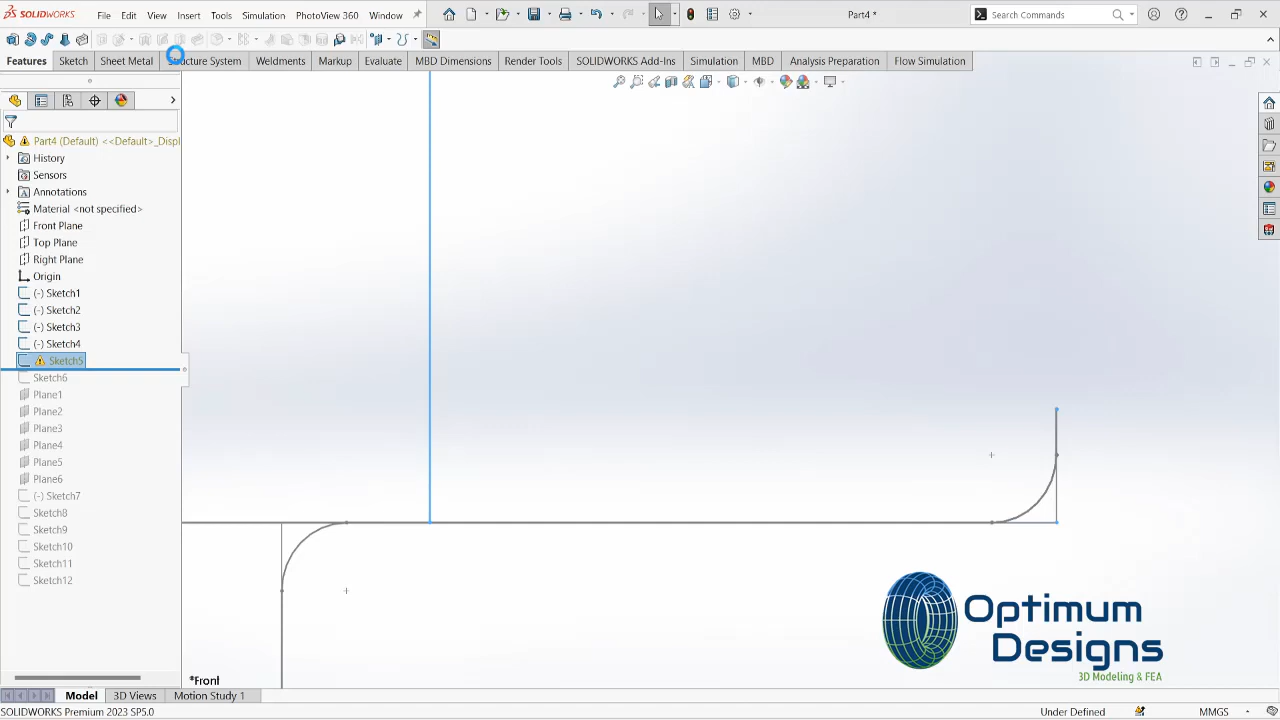 SOLIDWORKS File Edit View Insert Tools Simulation PhotoView 360 Window Part4 * Search Commands
Features Sketch Sheet Metal Structure System Weldments Markup Evaluate MBD Dimensions Render Tools SOLIDWORKS Add-Ins Simulation MBD Analysis Preparation Flow Simulation
Part4 (Default) <<Default>_Displ
History
Sensors
Annotations
Material <not specified>
Front Plane
Top Plane
Right Plane
Origin
(-) Sketch1
(-) Sketch2
(-) Sketch3
(-) Sketch4
Sketch5
Sketch6
Plane1
Plane2
Plane3
Plane4
Plane5
Plane6
(-) Sketch7
Sketch8
Sketch9
Sketch10
Sketch11
Sketch12
Optimum
Designs
3D Modeling & FEA
*Front
Model 3D Views Motion Study 1
SOLIDWORKS Premium 2023 SP5.0 Under Defined MMGS